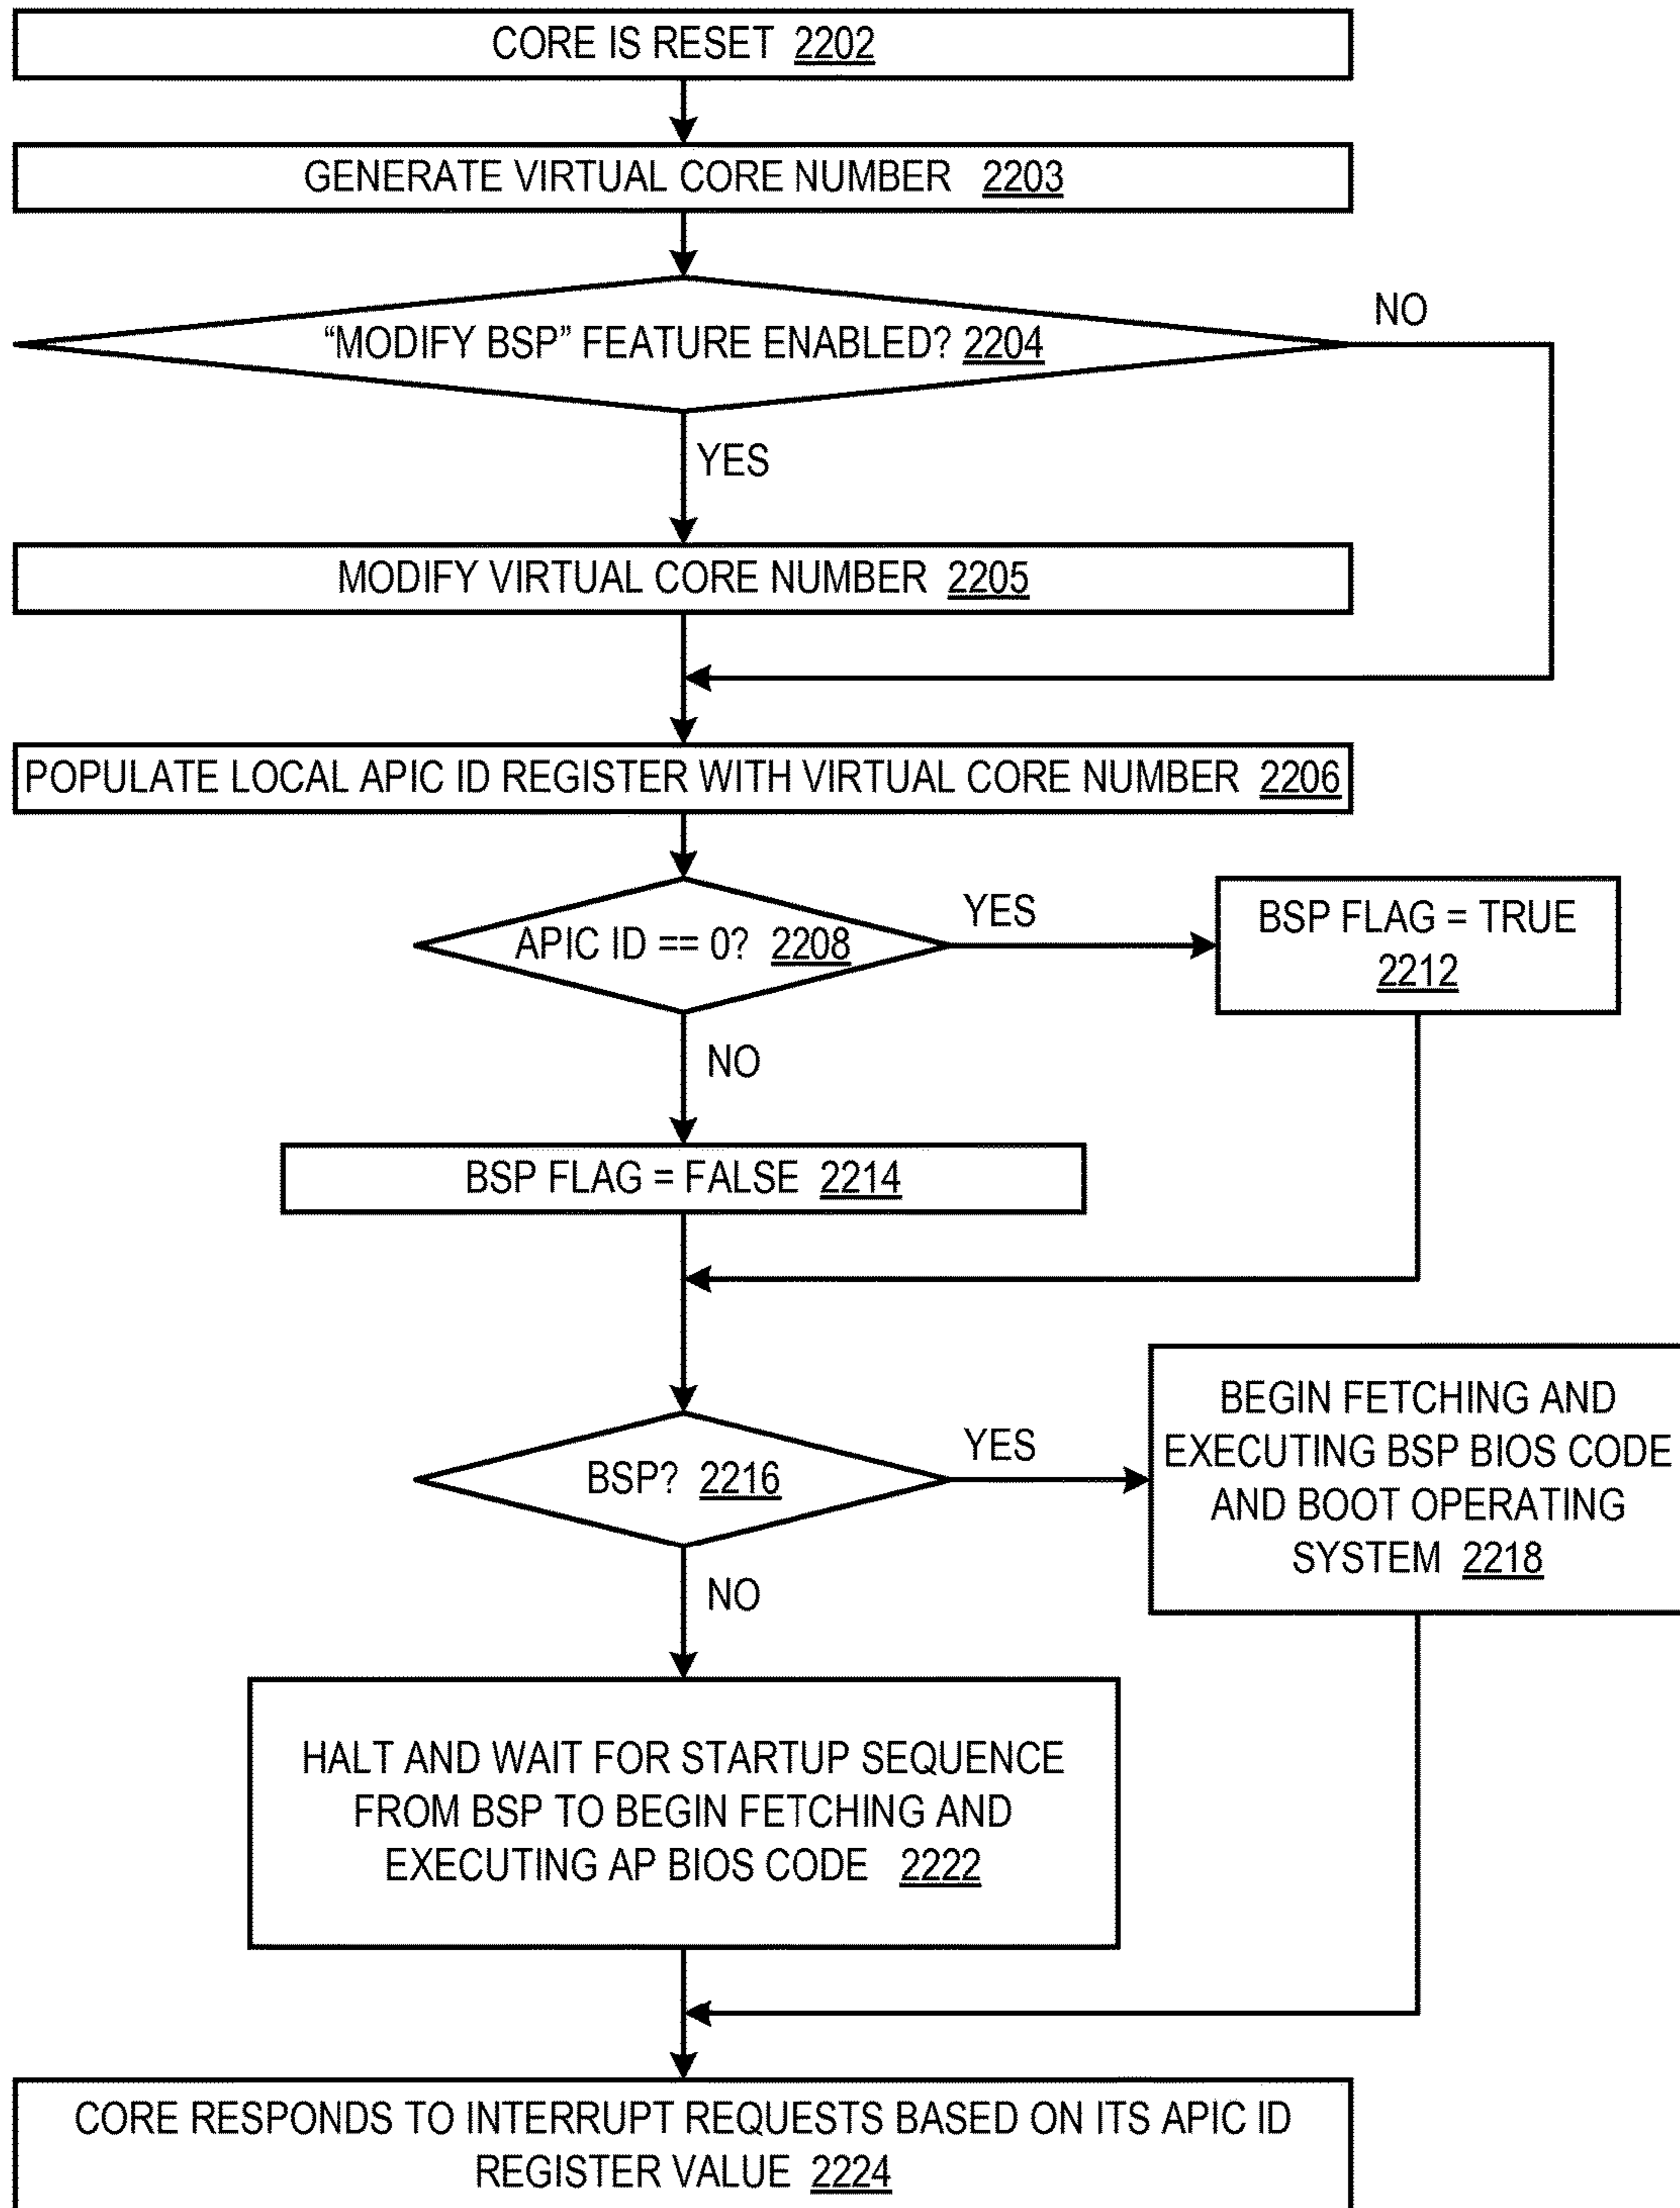 CORE IS RESET 2202
GENERATE VIRTUAL CORE NUMBER 2203
“MODIFY BSP” FEATURE ENABLED? 2204
NO
YES
MODIFY VIRTUAL CORE NUMBER 2205
POPULATE LOCAL APIC ID REGISTER WITH VIRTUAL CORE NUMBER 2206
APIC ID == 0? 2208
YES
BSP FLAG = TRUE
2212
NO
BSP FLAG = FALSE 2214
BSP? 2216
YES
BEGIN FETCHING AND
EXECUTING BSP BIOS CODE
AND BOOT OPERATING
SYSTEM 2218
NO
HALT AND WAIT FOR STARTUP SEQUENCE
FROM BSP TO BEGIN FETCHING AND
EXECUTING AP BIOS CODE 2222
CORE RESPONDS TO INTERRUPT REQUESTS BASED ON ITS APIC ID
REGISTER VALUE 2224